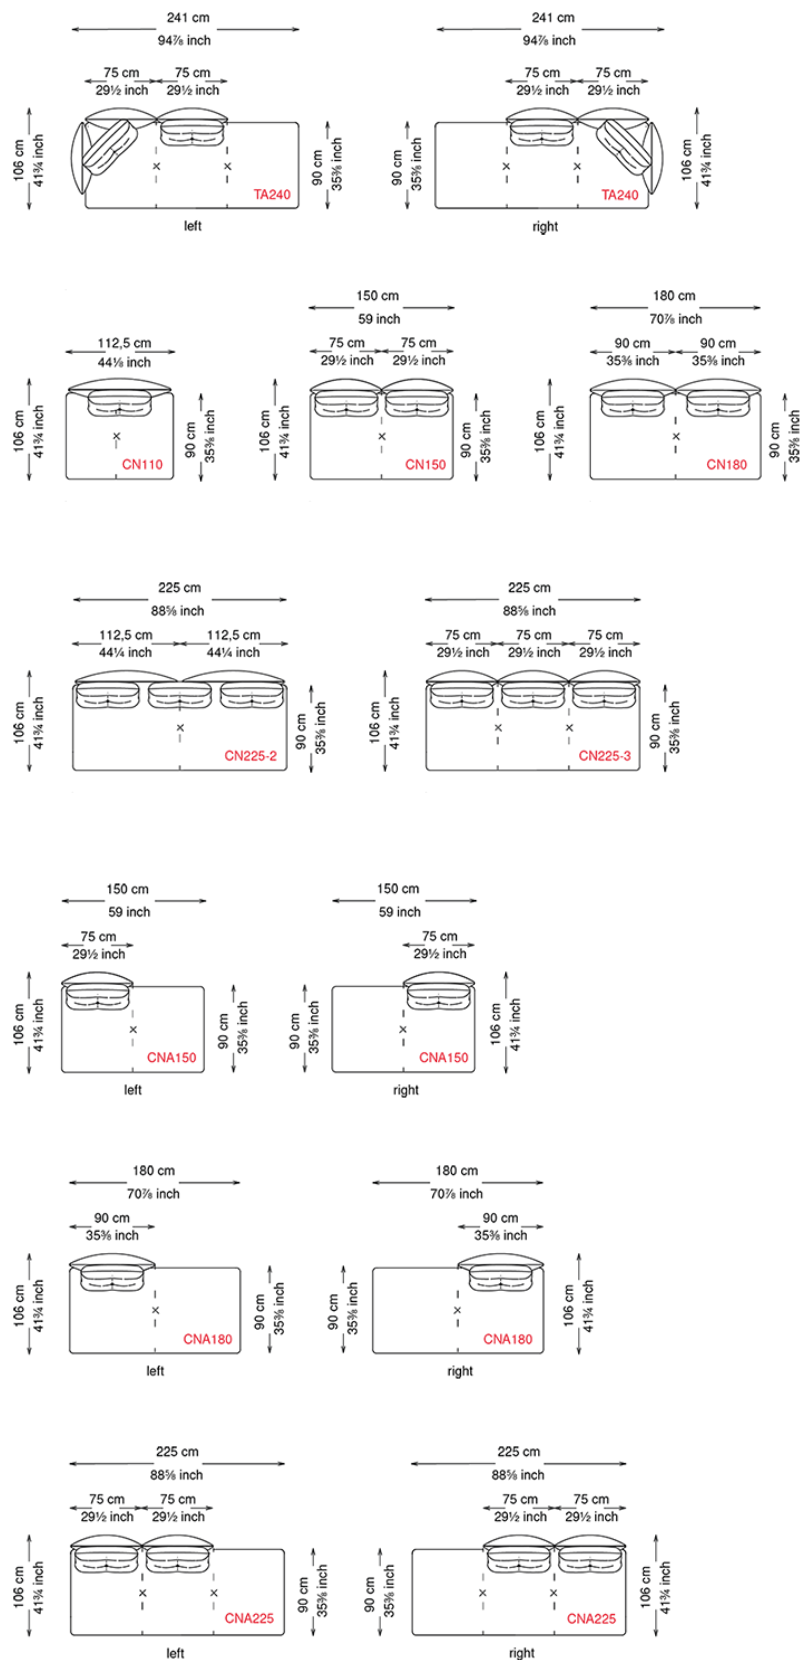 241 cm
94⅞ inch
75 cm 75 cm
29½ inch 29½ inch
106 cm
41¾ inch
90 cm
35⅜ inch
TA240
left
241 cm
94⅞ inch
75 cm 75 cm
29½ inch 29½ inch
90 cm
35⅜ inch
106 cm
41¾ inch
TA240
right
112,5 cm
44⅛ inch
106 cm
41¾ inch
90 cm
35⅜ inch
CN110
150 cm
59 inch
75 cm 75 cm
29½ inch 29½ inch
106 cm
41¾ inch
90 cm
35⅜ inch
CN150
180 cm
70⅞ inch
90 cm 90 cm
35⅜ inch 35⅜ inch
106 cm
41¾ inch
90 cm
35⅜ inch
CN180
225 cm
88⅝ inch
112,5 cm 112,5 cm
44¼ inch 44¼ inch
106 cm
41¾ inch
90 cm
35⅜ inch
CN225-2
225 cm
88⅝ inch
75 cm 75 cm 75 cm
29½ inch 29½ inch 29½ inch
106 cm
41¾ inch
90 cm
35⅜ inch
CN225-3
150 cm
59 inch
75 cm
29½ inch
106 cm
41¾ inch
90 cm
35⅜ inch
CNA150
left
150 cm
59 inch
75 cm
29½ inch
90 cm
35⅜ inch
106 cm
41¾ inch
CNA150
right
180 cm
70⅞ inch
90 cm
35⅜ inch
106 cm
41¾ inch
90 cm
35⅜ inch
CNA180
left
180 cm
70⅞ inch
90 cm
35⅜ inch
90 cm
35⅜ inch
106 cm
41¾ inch
CNA180
right
225 cm
88⅝ inch
75 cm 75 cm
29½ inch 29½ inch
106 cm
41¾ inch
90 cm
35⅜ inch
CNA225
left
225 cm
88⅝ inch
75 cm 75 cm
29½ inch 29½ inch
90 cm
35⅜ inch
106 cm
41¾ inch
CNA225
right